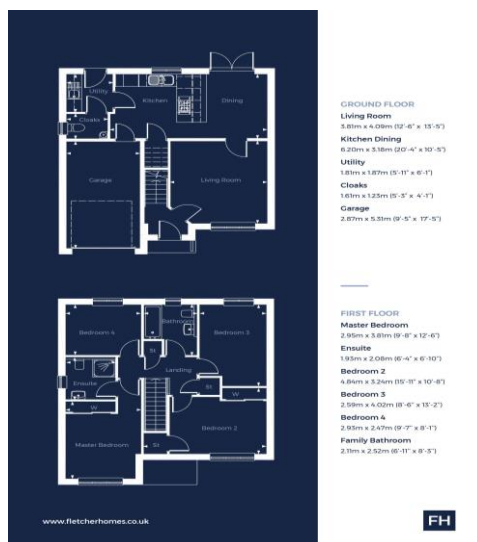 Utility
Kitchen
Dining
Cloaks
Garage
Living Room
GROUND FLOOR
Living Room
3.81m x 4.09m (12'-6" x 13'-5")
Kitchen Dining
6.20m x 3.18m (20'-4" x 10'-5")
Utility
1.81m x 1.87m (5'-11" x 6'-1")
Cloaks
1.61m x 1.23m (5'-3" x 4'-1")
Garage
2.87m x 5.31m (9'-5" x 17'-5")
Bedroom 4
Bathroom
Bedroom 3
St
Landing
Ensuite
St
W
W
Bedroom 2
Master Bedroom
St
FIRST FLOOR
Master Bedroom
2.95m x 3.81m (9'-8" x 12'-6")
Ensuite
1.93m x 2.08m (6'-4" x 6'-10")
Bedroom 2
4.84m x 3.24m (15'-11" x 10'-8")
Bedroom 3
2.59m x 4.02m (8'-6" x 13'-2")
Bedroom 4
2.93m x 2.47m (9'-7" x 8'-1")
Family Bathroom
2.11m x 2.52m (6'-11" x 8'-3")
www.fletcherhomes.co.uk
FH